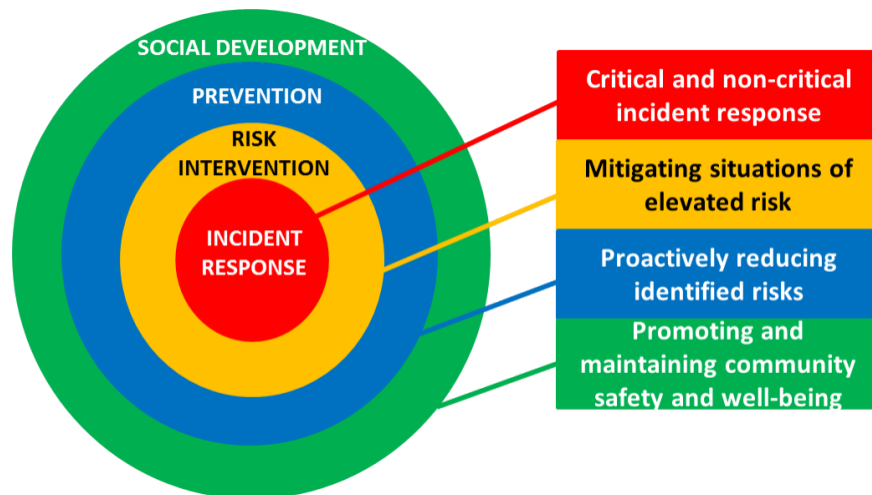 SOCIAL DEVELOPMENT
PREVENTION
RISK
INTERVENTION
INCIDENT
RESPONSE
Critical and non-critical
incident response
Mitigating situations of
elevated risk
Proactively reducing
identified risks
Promoting and
maintaining community
safety and well-being